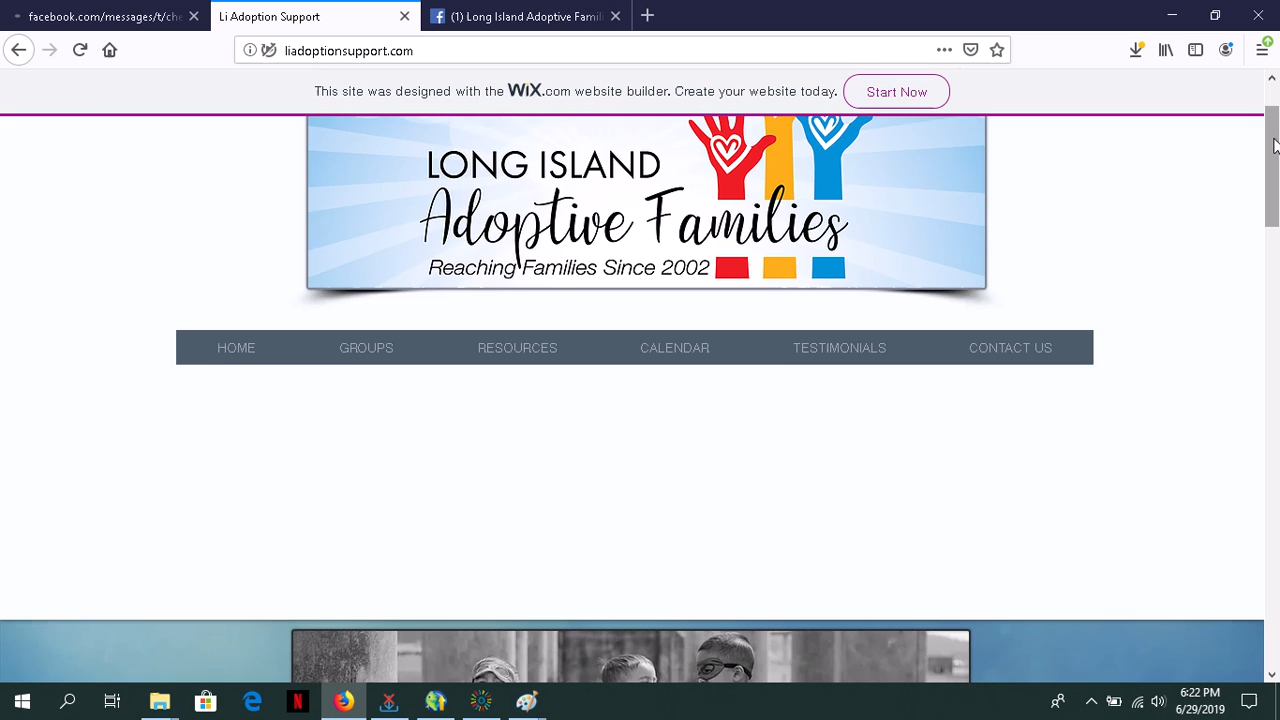 facebook.com/messages/t/che
Li Adoption Support
(1) Long Island Adoptive Famili
liadoptionsupport.com
This site was designed with the WiX.com website builder. Create your website today.
Start Now
LONG ISLAND
Adoptive Families
Reaching Families Since 2002
HOME
GROUPS
RESOURCES
CALENDAR
TESTIMONIALS
CONTACT US
6:22 PM
6/29/2019